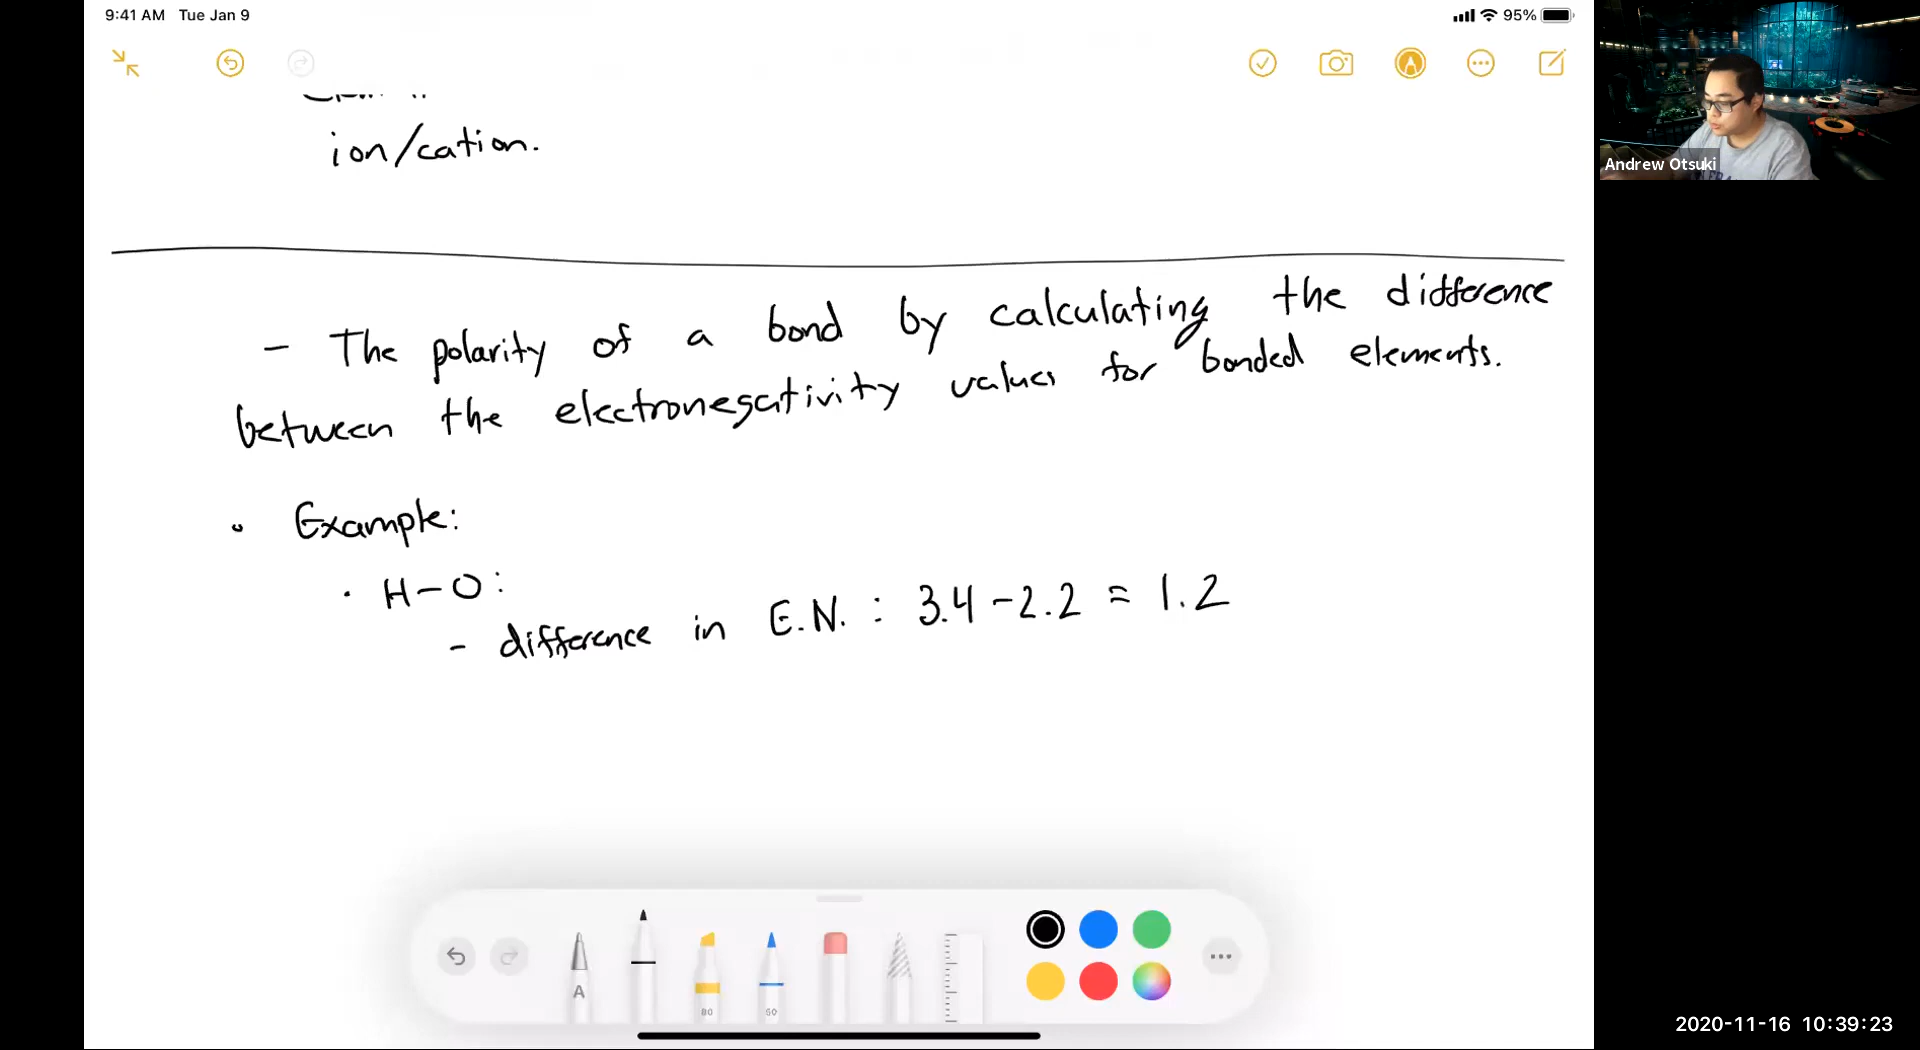 9:41 AM Tue Jan 9
95%
Andrew Otsuki
ion/cation.
- The polarity of a bond by calculating the difference
between the electronegativity values for bonded elements.
• Example:
• H-O:
- difference in E.N. : 3.4 - 2.2 = 1.2
A
80
50
2020-11-16 10:39:23